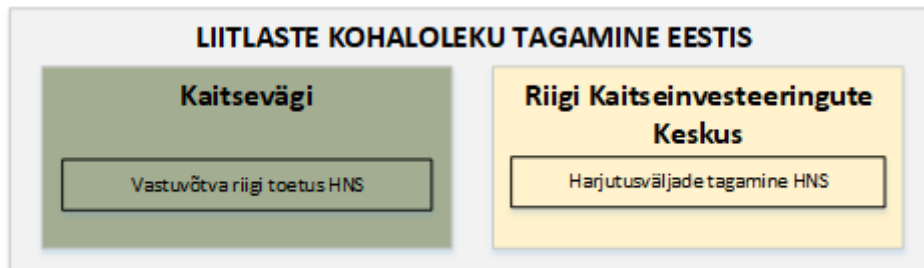 LIITLASTE KOHALOLEKU TAGAMINE EESTIS
Kaitsevägi
Vastuvõtva riigi toetus HNS
Riigi Kaitseinvesteeringute
Keskus
Harjutusväljade tagamine HNS